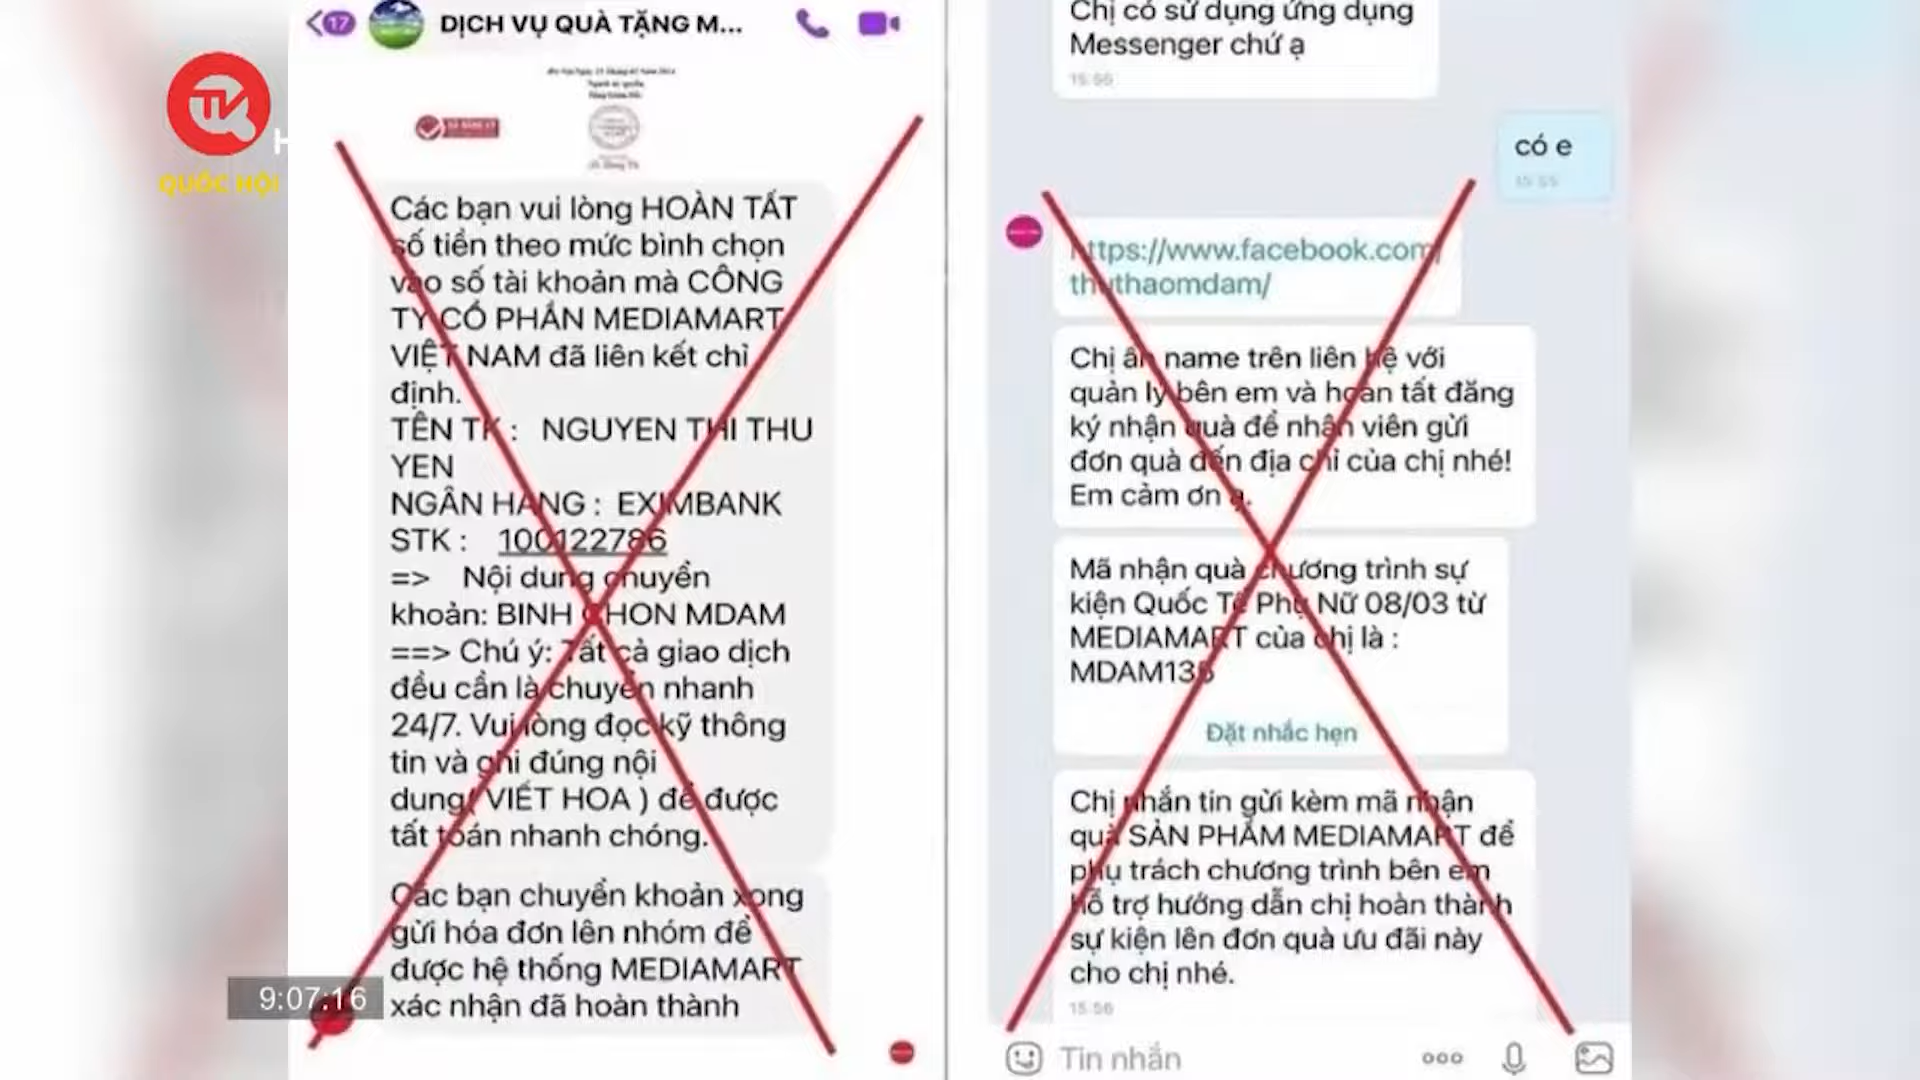 QUỐC HỘI
9:07:16
17
DỊCH VỤ QUÀ TẶNG M...
Các bạn vui lòng HOÀN TẤT
số tiền theo mức bình chọn
vào số tài khoản mà CÔNG
TY CỔ PHẦN MEDIAMART
VIỆT NAM đã liên kết chỉ
định.
TÊN TK : NGUYEN THI THU
YEN
NGÂN HÀNG : EXIMBANK
STK : 100122786
=> Nội dung chuyển
khoản: BINH CHON MDAM
==> Chú ý: Tất cả giao dịch
đều cần là chuyển nhanh
24/7. Vui lòng đọc kỹ thông
tin và ghi đúng nội
dung( VIẾT HOA ) để được
tất toán nhanh chóng.
Các bạn chuyển khoản xong
gửi hóa đơn lên nhóm để
được hệ thống MEDIAMART
xác nhận đã hoàn thành
Chị có sử dụng ứng dụng
Messenger chứ ạ
có e
https://www.facebook.com/
thuthaomdam/
Chị ấn name trên liên hệ với
quản lý bên em và hoàn tất đăng
ký nhận quà để nhân viên gửi
đơn quà đến địa chỉ của chị nhé!
Em cảm ơn ạ.
Mã nhận quà chương trình sự
kiện Quốc Tế Phụ Nữ 08/03 từ
MEDIAMART của chị là :
MDAM135
Đặt nhắc hẹn
Chị nhắn tin gửi kèm mã nhận
quà SẢN PHẨM MEDIAMART để
phụ trách chương trình bên em
hỗ trợ hướng dẫn chị hoàn thành
sự kiện lên đơn quà ưu đãi này
cho chị nhé.
15:56
Tin nhắn